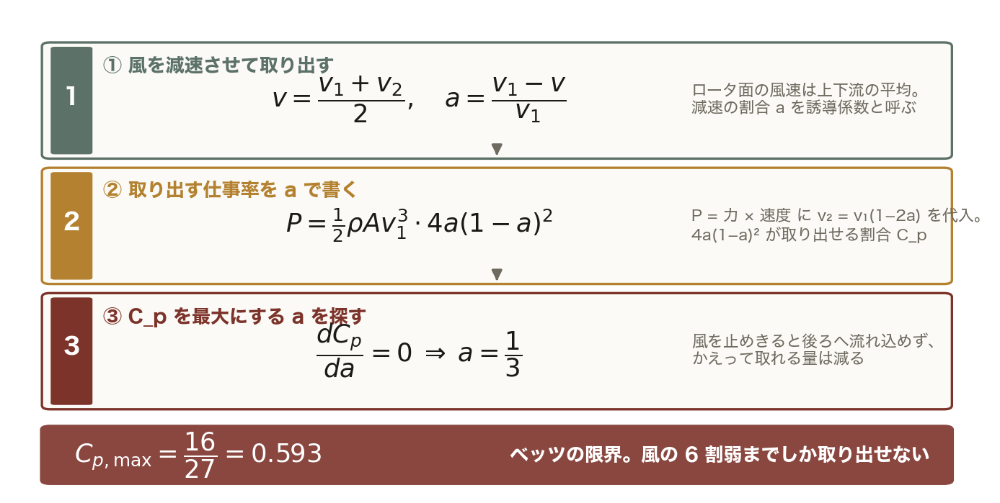 1
① 風を減速させて取り出す
v = \frac{v_1 + v_2}{2}, a = \frac{v_1 − v}{v_1}
ロータ面の風速は上下流の平均。
減速の割合 a を誘導係数と呼ぶ
▼
2
② 取り出す仕事率を a で書く
P = \frac{1}{2}ρAv_1^3 · 4a(1 − a)^2
P = 力 × 速度 に v₂ = v₁(1−2a) を代入。
4a(1−a)² が取り出せる割合 C_p
▼
3
③ C_p を最大にする a を探す
\frac{dC_p}{da} = 0 ⇒ a = \frac{1}{3}
風を止めきると後ろへ流れ込めず、
かえって取れる量は減る
C_{p, max} = \frac{16}{27} = 0.593
ベッツの限界。風の 6 割弱までしか取り出せない